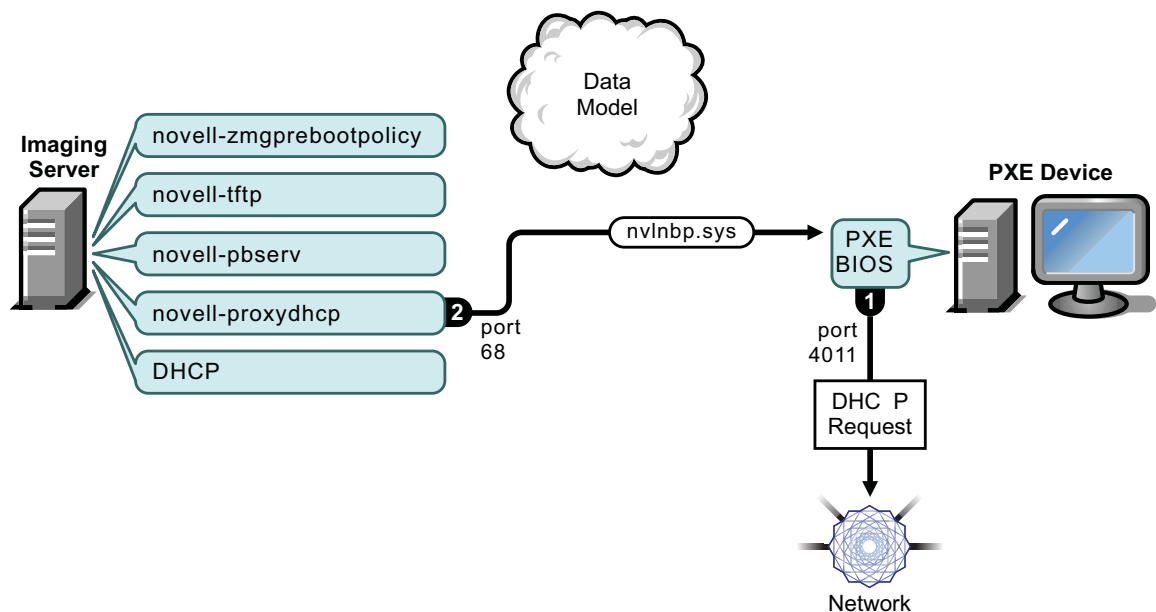 Data
Model
Imaging
Server
novell-zmgprebootpolicy
novell-tftp
novell-pbserv
novell-proxydhcp
DHCP
2
port
68
nvlnbp.sys
PXE
BIOS
1
PXE Device
port
4011
DHC P
Request
Network